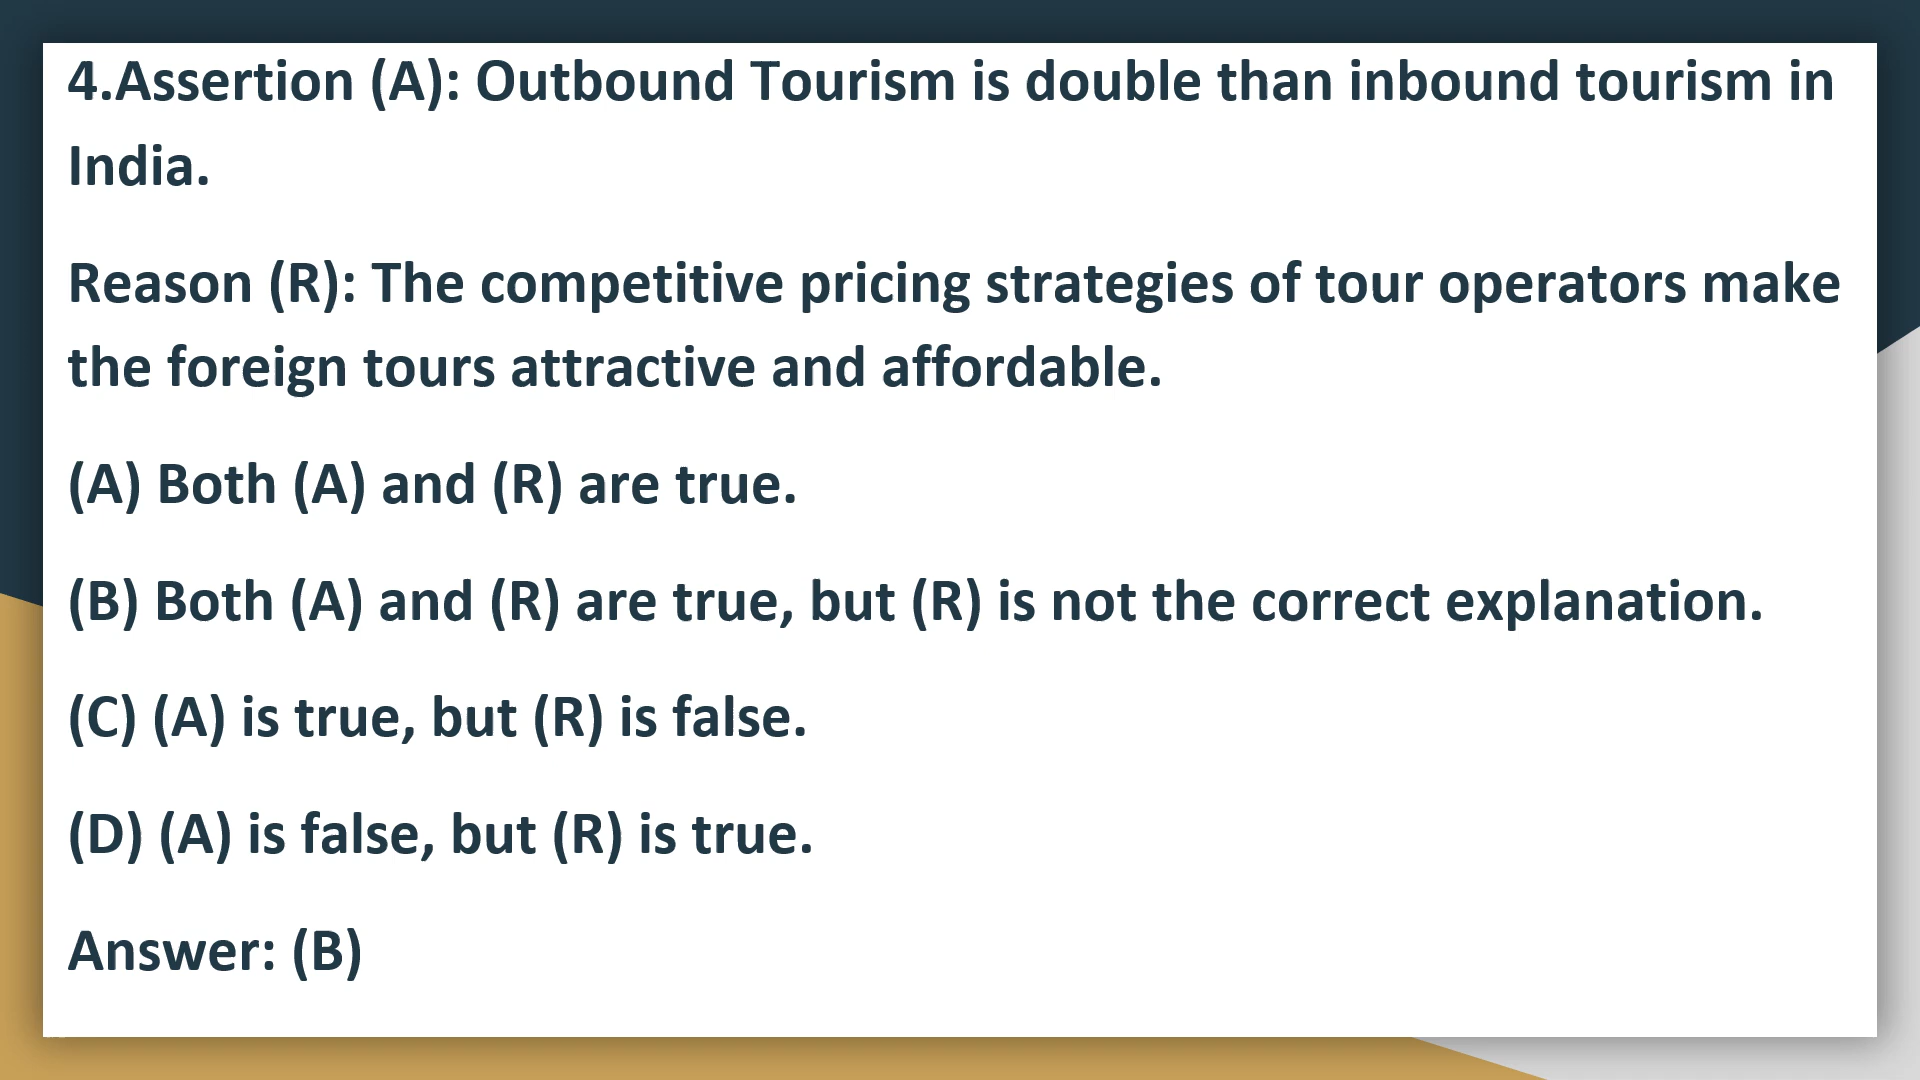 4.Assertion (A): Outbound Tourism is double than inbound tourism in
India.
Reason (R): The competitive pricing strategies of tour operators make
the foreign tours attractive and affordable.
(A) Both (A) and (R) are true.
(B) Both (A) and (R) are true, but (R) is not the correct explanation.
(C) (A) is true, but (R) is false.
(D) (A) is false, but (R) is true.
Answer: (B)